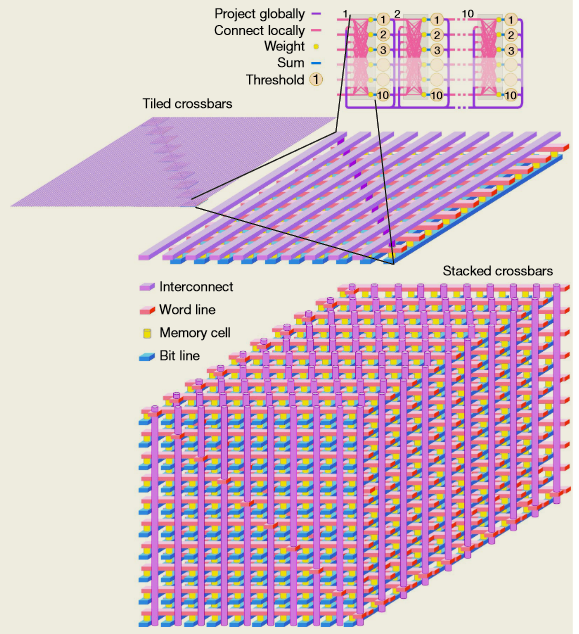 Project globally
Connect locally
Weight
Sum
Threshold 1
1 2 10
1 1 1
2 2 2
3 3 3
10 10 10
Tiled crossbars
Stacked crossbars
Interconnect
Word line
Memory cell
Bit line